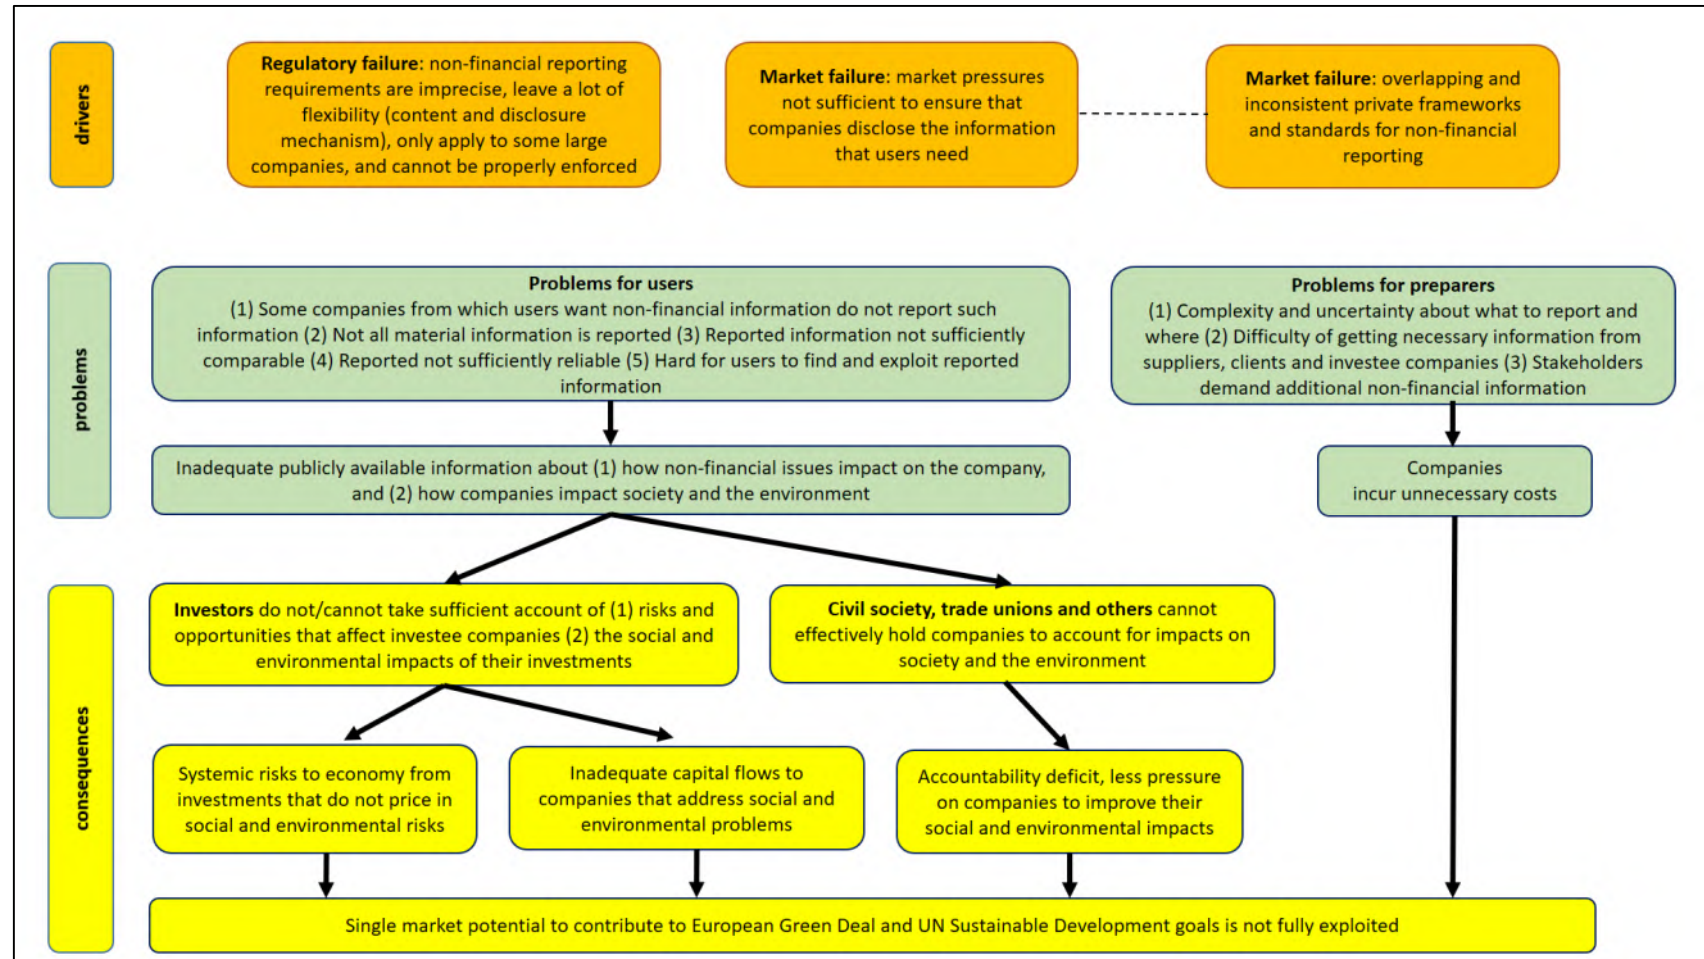 drivers
Regulatory failure: non-financial reporting
requirements are imprecise, leave a lot of
flexibility (content and disclosure
mechanism), only apply to some large
companies, and cannot be properly enforced
Market failure: market pressures
not sufficient to ensure that
companies disclose the information
that users need
Market failure: overlapping and
inconsistent private frameworks
and standards for non-financial
reporting
problems
Problems for users
(1) Some companies from which users want non-financial information do not report such
information (2) Not all material information is reported (3) Reported information not sufficiently
comparable (4) Reported not sufficiently reliable (5) Hard for users to find and exploit reported
information
Problems for preparers
(1) Complexity and uncertainty about what to report and
where (2) Difficulty of getting necessary information from
suppliers, clients and investee companies (3) Stakeholders
demand additional non-financial information
Inadequate publicly available information about (1) how non-financial issues impact on the company,
and (2) how companies impact society and the environment
Companies
incur unnecessary costs
consequences
Investors do not/cannot take sufficient account of (1) risks and
opportunities that affect investee companies (2) the social and
environmental impacts of their investments
Civil society, trade unions and others cannot
effectively hold companies to account for impacts on
society and the environment
Systemic risks to economy from
investments that do not price in
social and environmental risks
Inadequate capital flows to
companies that address social and
environmental problems
Accountability deficit, less pressure
on companies to improve their
social and environmental impacts
Single market potential to contribute to European Green Deal and UN Sustainable Development goals is not fully exploited